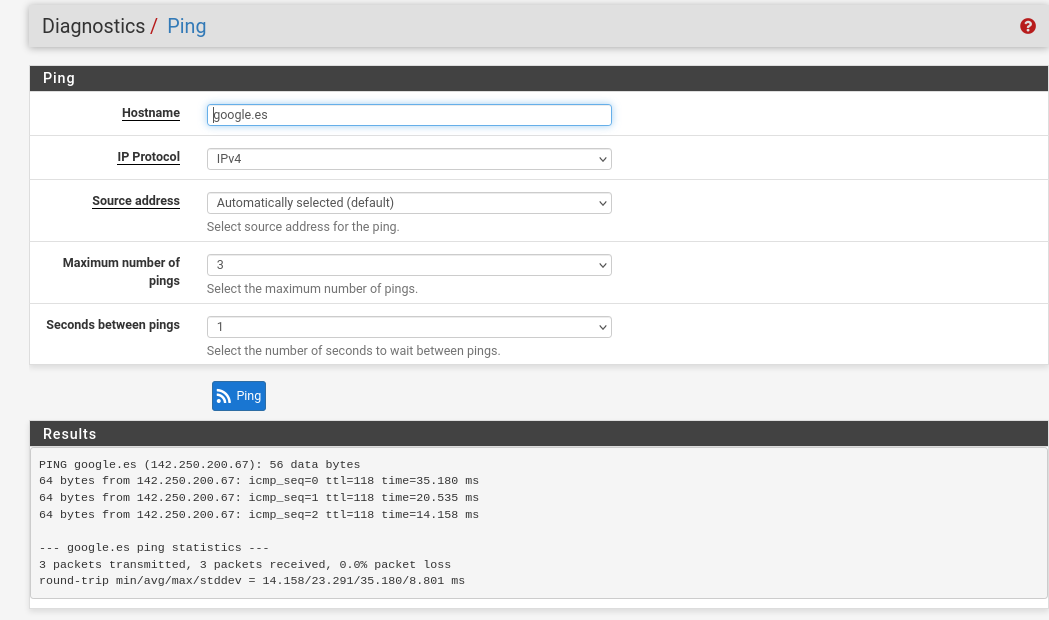 Diagnostics / Ping
Ping
Hostname
google.es
IP Protocol
IPv4
Source address
Automatically selected (default)
Select source address for the ping.
Maximum number of
pings
3
Select the maximum number of pings.
Seconds between pings
1
Select the number of seconds to wait between pings.
Ping
Results
PING google.es (142.250.200.67): 56 data bytes
64 bytes from 142.250.200.67: icmp_seq=0 ttl=118 time=35.180 ms
64 bytes from 142.250.200.67: icmp_seq=1 ttl=118 time=20.535 ms
64 bytes from 142.250.200.67: icmp_seq=2 ttl=118 time=14.158 ms
--- google.es ping statistics ---
3 packets transmitted, 3 packets received, 0.0% packet loss
round-trip min/avg/max/stddev = 14.158/23.291/35.180/8.801 ms